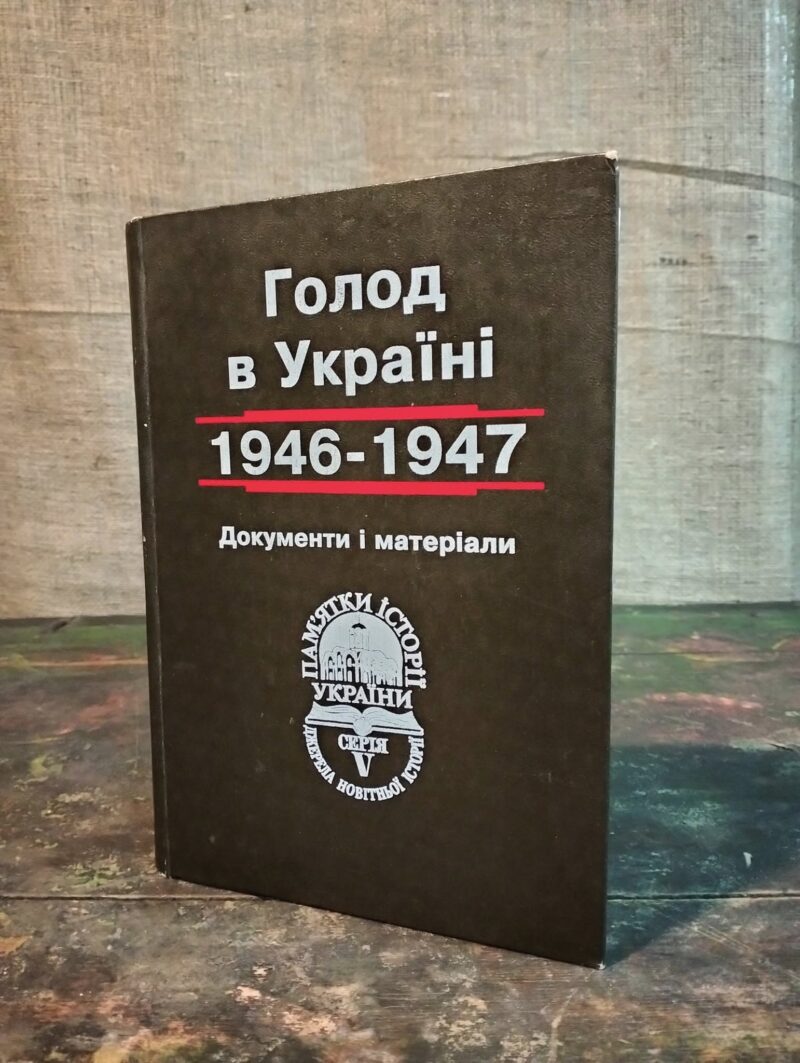 Голод
в Україні
1946-1947
Документи і матеріали
ПАМ'ЯТКИ ІСТОРІЇ
УКРАЇНИ
СЕРІЯ
V
ДЖЕРЕЛА НОВІТНЬОЇ ІСТОРІЇ